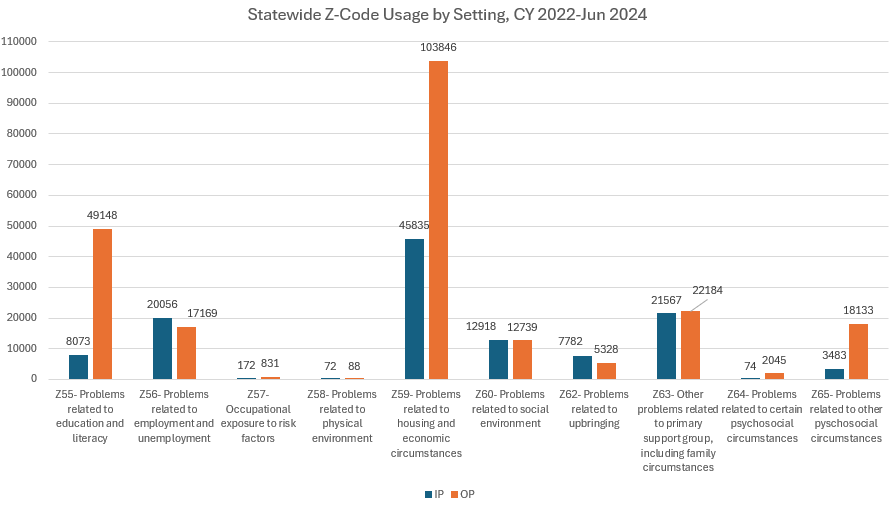 Statewide Z-Code Usage by Setting, CY 2022-Jun 2024
110000
100000
90000
80000
70000
60000
50000
40000
30000
20000
10000
0
8073
49148
20056
17169
172
831
72
88
45835
103846
12918
12739
7782
5328
21567
22184
74
2045
3483
18133
Z55- Problems
related to
education and
literacy
Z56- Problems
related to
employment and
unemployment
Z57-
Occupational
exposure to risk
factors
Z58- Problems
related to
physical
environment
Z59- Problems
related to
housing and
economic
circumstances
Z60- Problems
related to social
environment
Z62- Problems
related to
upbringing
Z63- Other
problems related
to primary
support group,
including family
circumstances
Z64- Problems
related to certain
psychosocial
circumstances
Z65- Problems
related to other
pyschosocial
circumstances
IP
OP